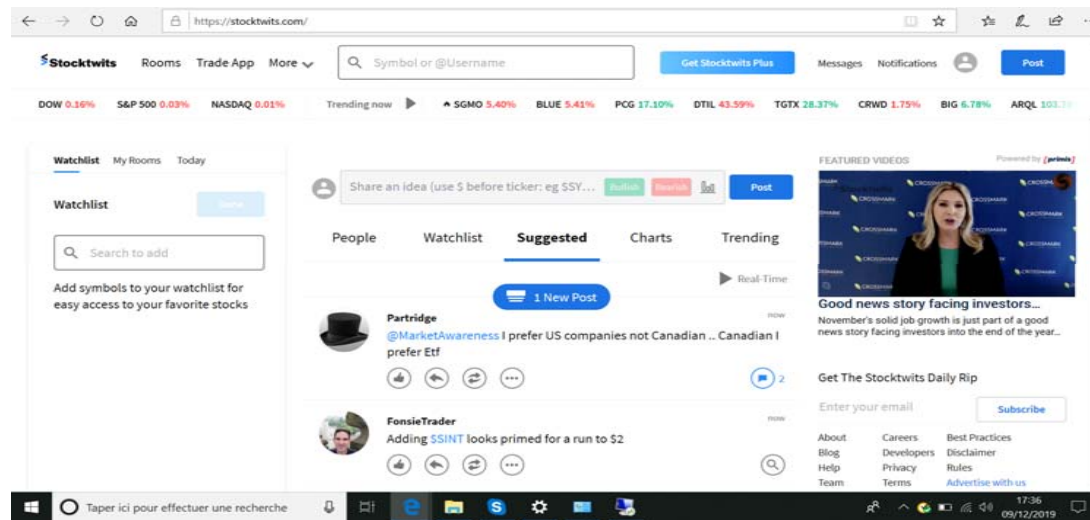 https://stocktwits.com/
Stocktwits Rooms Trade App More Symbol or @Username Get Stocktwits Plus Messages Notifications Post
DOW 0.16% S&P 500 0.03% NASDAQ 0.01% Trending now SGMO 5.40% BLUE 5.41% PCG 17.10% DTIL 43.59% TGTX 28.37% CRWD 1.75% BIG 6.78% ARQL
Watchlist My Rooms Today
Watchlist
Search to add
Add symbols to your watchlist for
easy access to your favorite stocks
Share an idea (use $ before ticker: eg $SY... Bullish Bearish Post
People Watchlist Suggested Charts Trending
Real-Time
1 New Post
Partridge now
@MarketAwareness I prefer US companies not Canadian .. Canadian I
prefer Etf
2
FonsieTrader now
Adding $SINT looks primed for a run to $2
FEATURED VIDEOS Powered by [primis]
CROSSMARK
Good news story facing investors...
November's solid job growth is just part of a good
news story facing investors into the end of the year...
Get The Stocktwits Daily Rip
Enter your email Subscribe
About Careers Best Practices
Blog Developers Disclaimer
Help Privacy Rules
Team Terms Advertise with us
Taper ici pour effectuer une recherche
17:36
09/12/2019